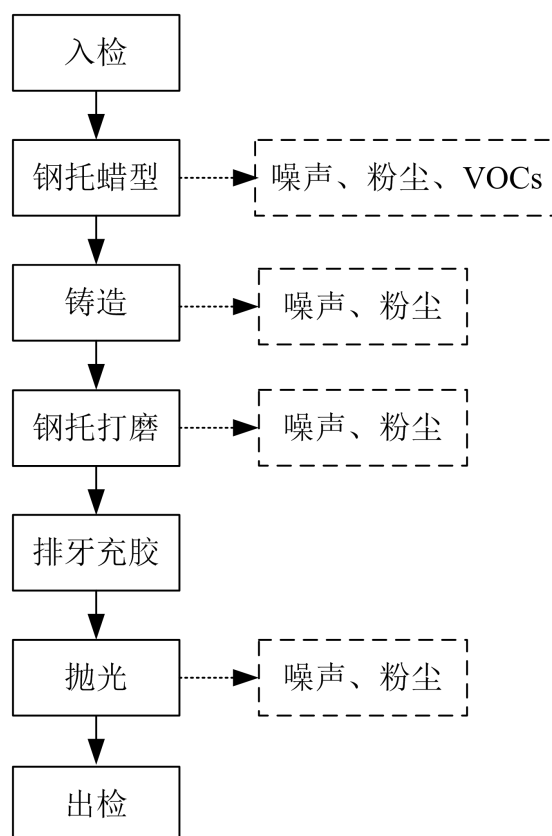 入检
钢托蜡型
噪声、粉尘、VOCs
铸造
噪声、粉尘
钢托打磨
噪声、粉尘
排牙充胶
抛光
噪声、粉尘
出检